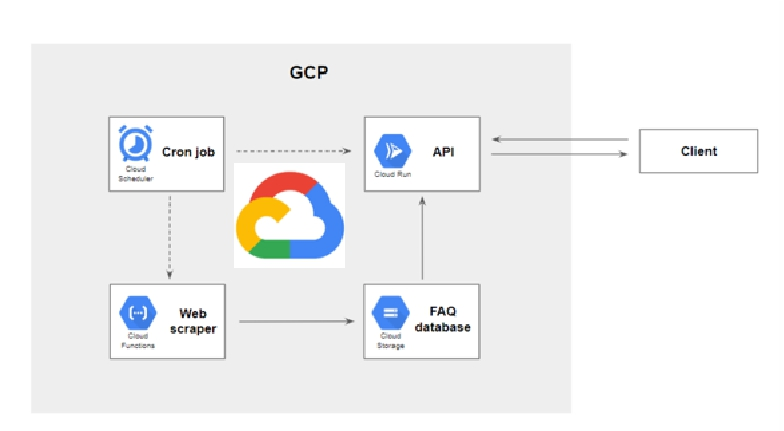 GCP
Cron job
Cloud
Scheduler
API
Cloud Run
Client
Web
scraper
Cloud
Functions
FAQ
database
Cloud
Storage